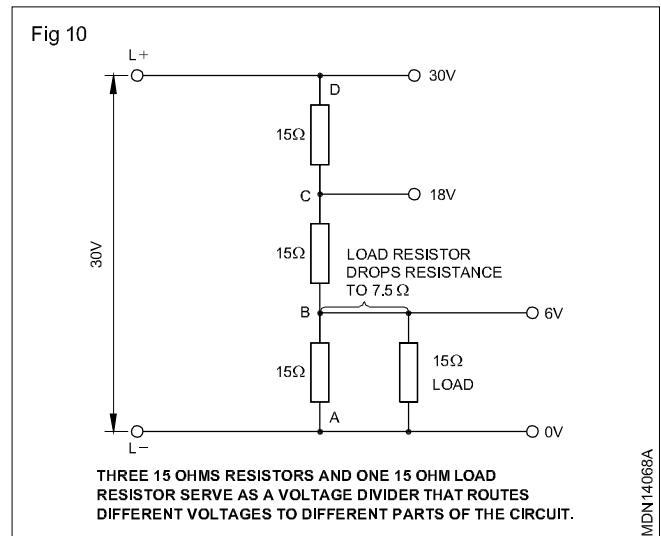 Fig 10
L+
D
30V
15Ω
C
18V
30V
15Ω
LOAD RESISTOR
DROPS RESISTANCE
TO 7.5 Ω
B
6V
15Ω
15Ω
LOAD
A
L–
0V
THREE 15 OHMS RESISTORS AND ONE 15 OHM LOAD
RESISTOR SERVE AS A VOLTAGE DIVIDER THAT ROUTES
DIFFERENT VOLTAGES TO DIFFERENT PARTS OF THE CIRCUIT.
MDN14068A